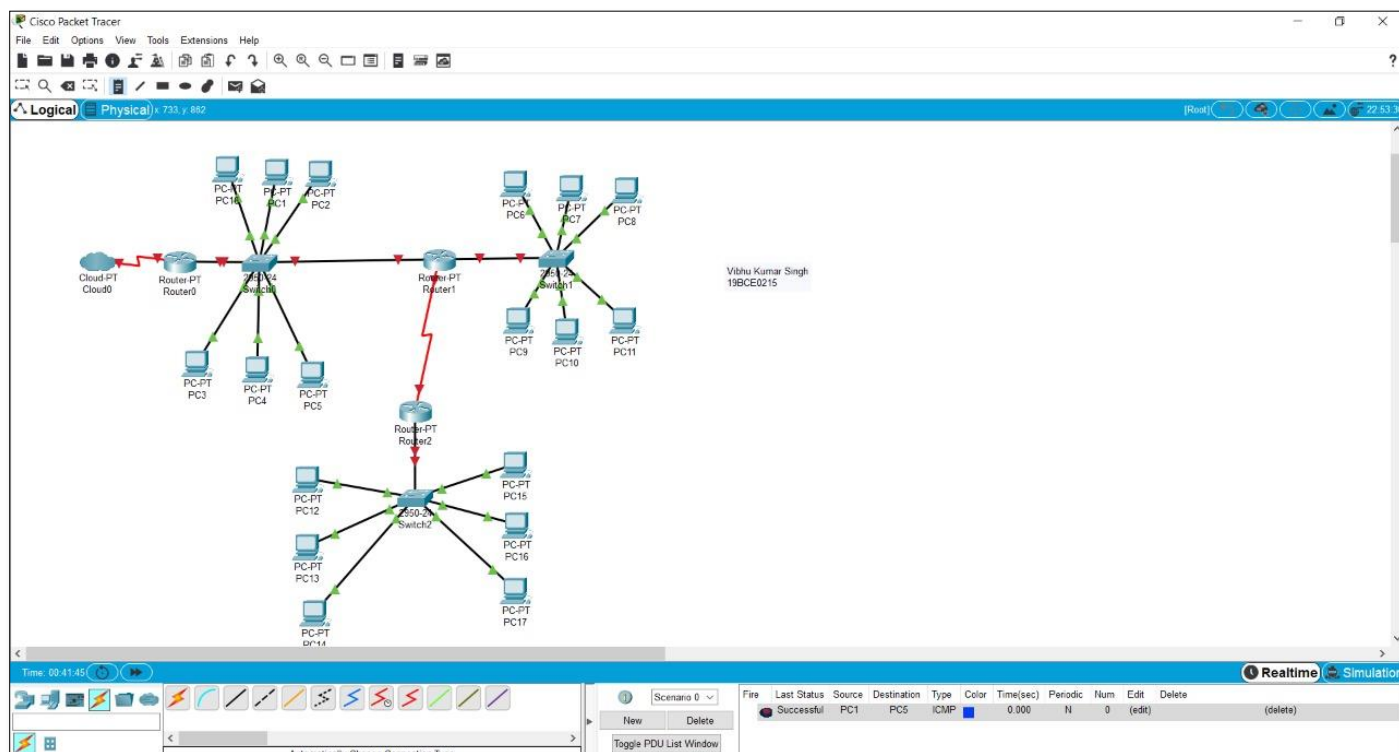 Cisco Packet Tracer
File Edit Options View Tools Extensions Help
?
Logical Physical x: 733, y: 862 [Root]
PC-PT
PC-PT PC1
PC-PT PC2
PC-PT PC6
PC-PT PC7
PC-PT PC8
Cloud-PT Cloud0
Router-PT Router0
2950-24 Switch0
Router-PT Router1
2950-24 Switch1
Vibhu Kumar Singh
19BCE0215
PC-PT PC9
PC-PT PC10
PC-PT PC11
PC-PT PC3
PC-PT PC4
PC-PT PC5
Router-PT Router2
PC-PT PC12
PC-PT PC15
2950-24 Switch2
PC-PT PC16
PC-PT PC13
PC-PT PC17
PC-PT PC14
Time: 00:41:45 Realtime Simulation
Scenario 0
Fire Last Status Source Destination Type Color Time(sec) Periodic Num Edit Delete
Successful PC1 PC5 ICMP 0.000 N 0 (edit) (delete)
New Delete
Toggle PDU List Window